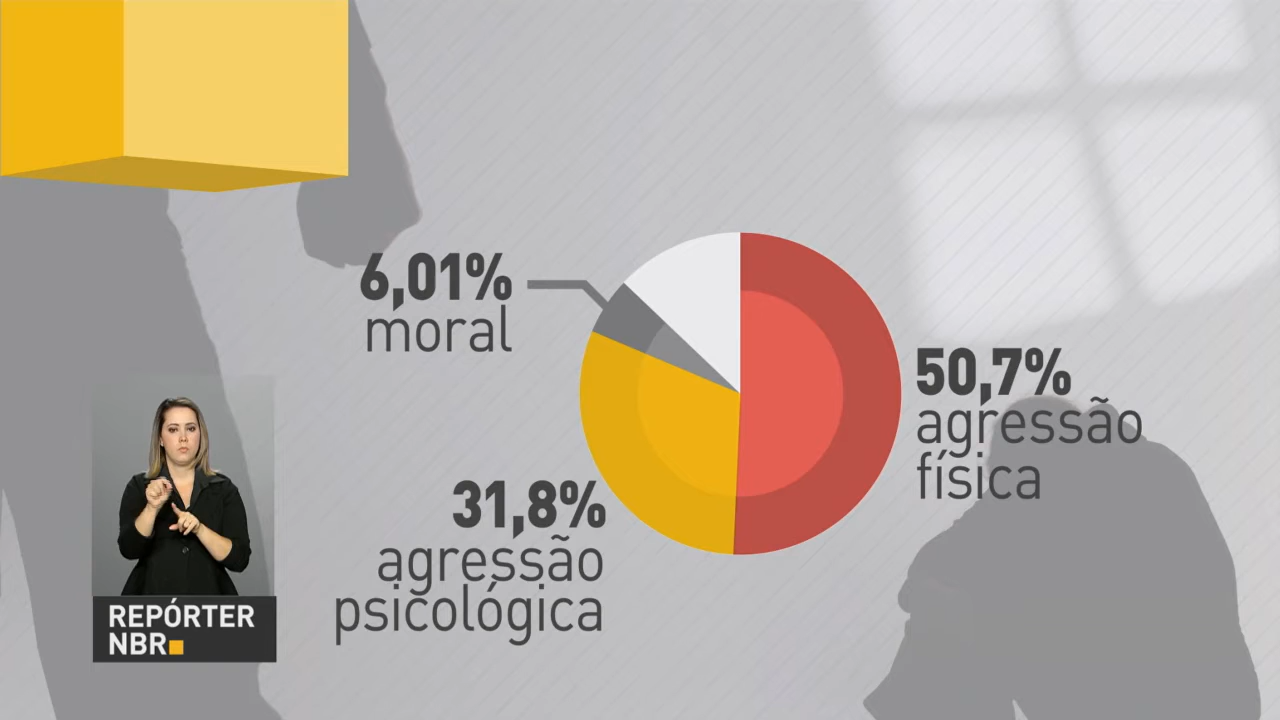 6,01%
moral
50,7%
agressão
física
31,8%
agressão
psicológica
REPÓRTER
NBR